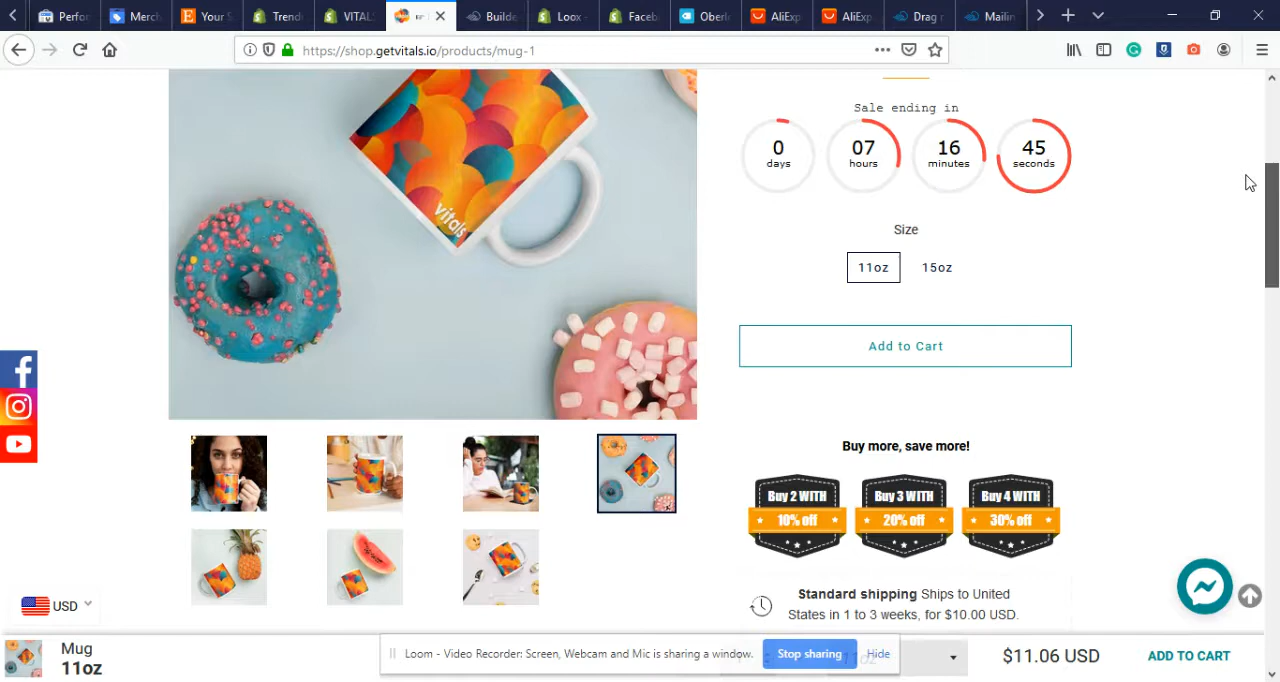 Perfor
Merch
Your S
Trend
VITAL
Builde
Loox -
Faceb
Oberl
AliExp
AliExp
Drag r
Mailin
https://shop.getvitals.io/products/mug-1
vitals
Sale ending in
0 07 16 45
days hours minutes seconds
Size
11oz 15oz
Add to Cart
Buy more, save more!
Buy 2 WITH
10% off
Buy 3 WITH
20% off
Buy 4 WITH
30% off
Standard shipping Ships to United
States in 1 to 3 weeks, for $10.00 USD.
USD
Mug
11oz
Loom - Video Recorder: Screen, Webcam and Mic is sharing a window.
Stop sharing
Hide
$11.06 USD
ADD TO CART